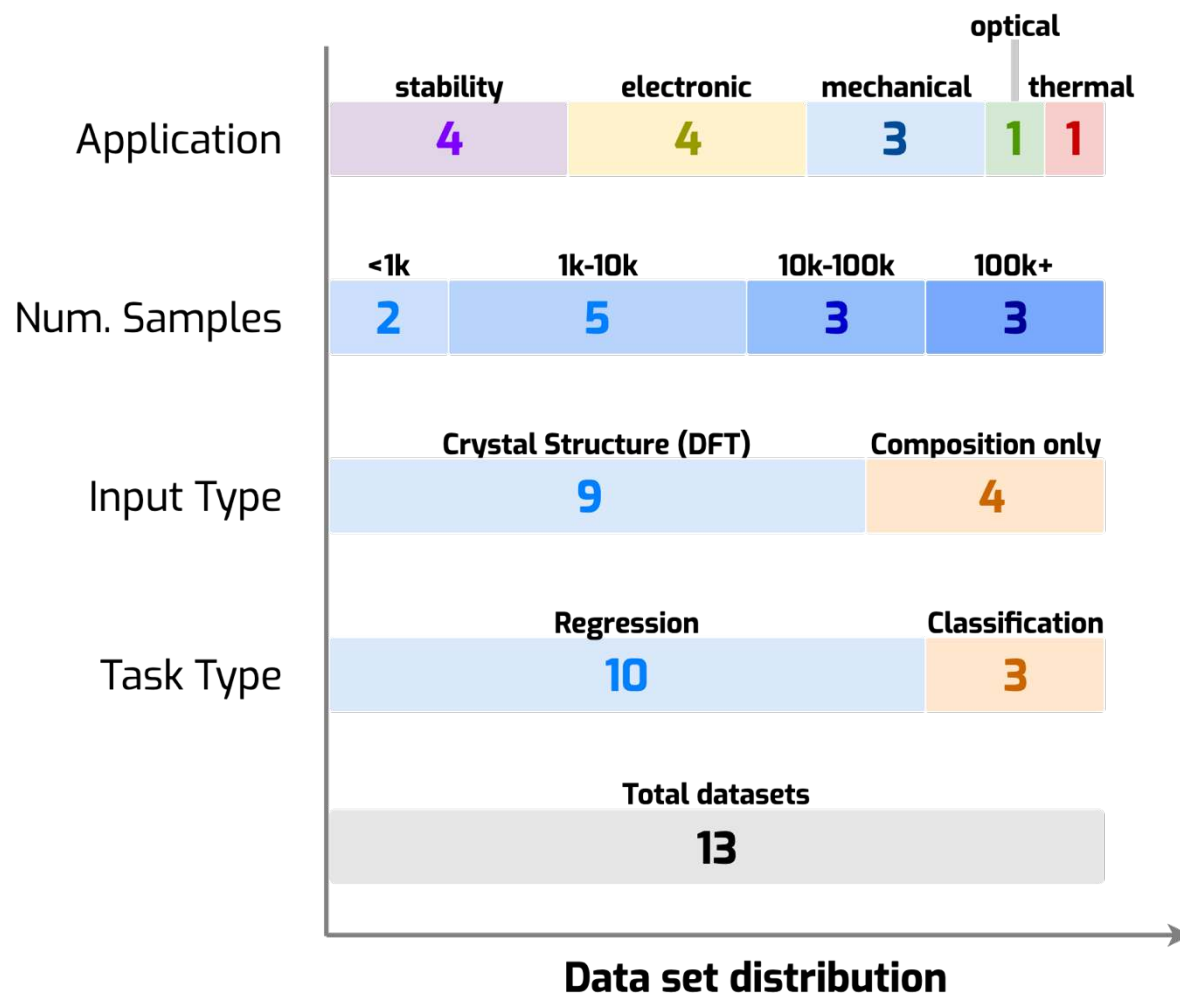 optical
stability electronic mechanical thermal
Application 4 4 3 1 1
<1k 1k-10k 10k-100k 100k+
Num. Samples 2 5 3 3
Crystal Structure (DFT) Composition only
Input Type 9 4
Regression Classification
Task Type 10 3
Total datasets
13
Data set distribution